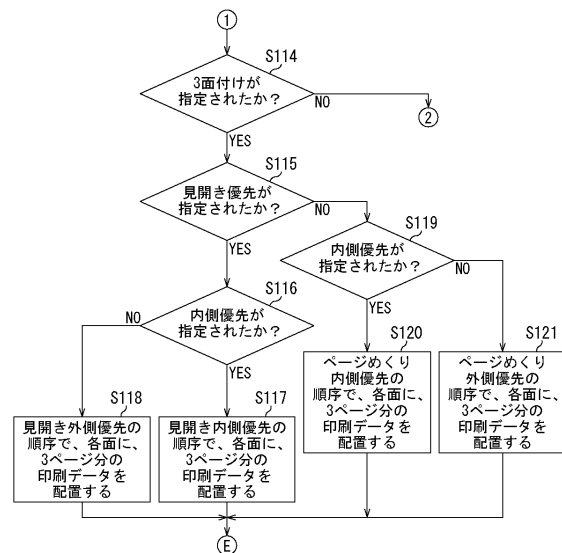 1
S114
3面付けが
指定されたか？
NO
2
YES
S115
見開き優先が
指定されたか？
NO
YES
S119
内側優先が
指定されたか？
NO
YES
S116
内側優先が
指定されたか？
NO
YES
S120
ページめくり
内側優先の
順序で、各面に、
3ページ分の
印刷データを
配置する
S121
ページめくり
外側優先の
順序で、各面に、
3ページ分の
印刷データを
配置する
S118
見開き外側優先の
順序で、各面に、
3ページ分の
印刷データを
配置する
S117
見開き内側優先の
順序で、各面に、
3ページ分の
印刷データを
配置する
E